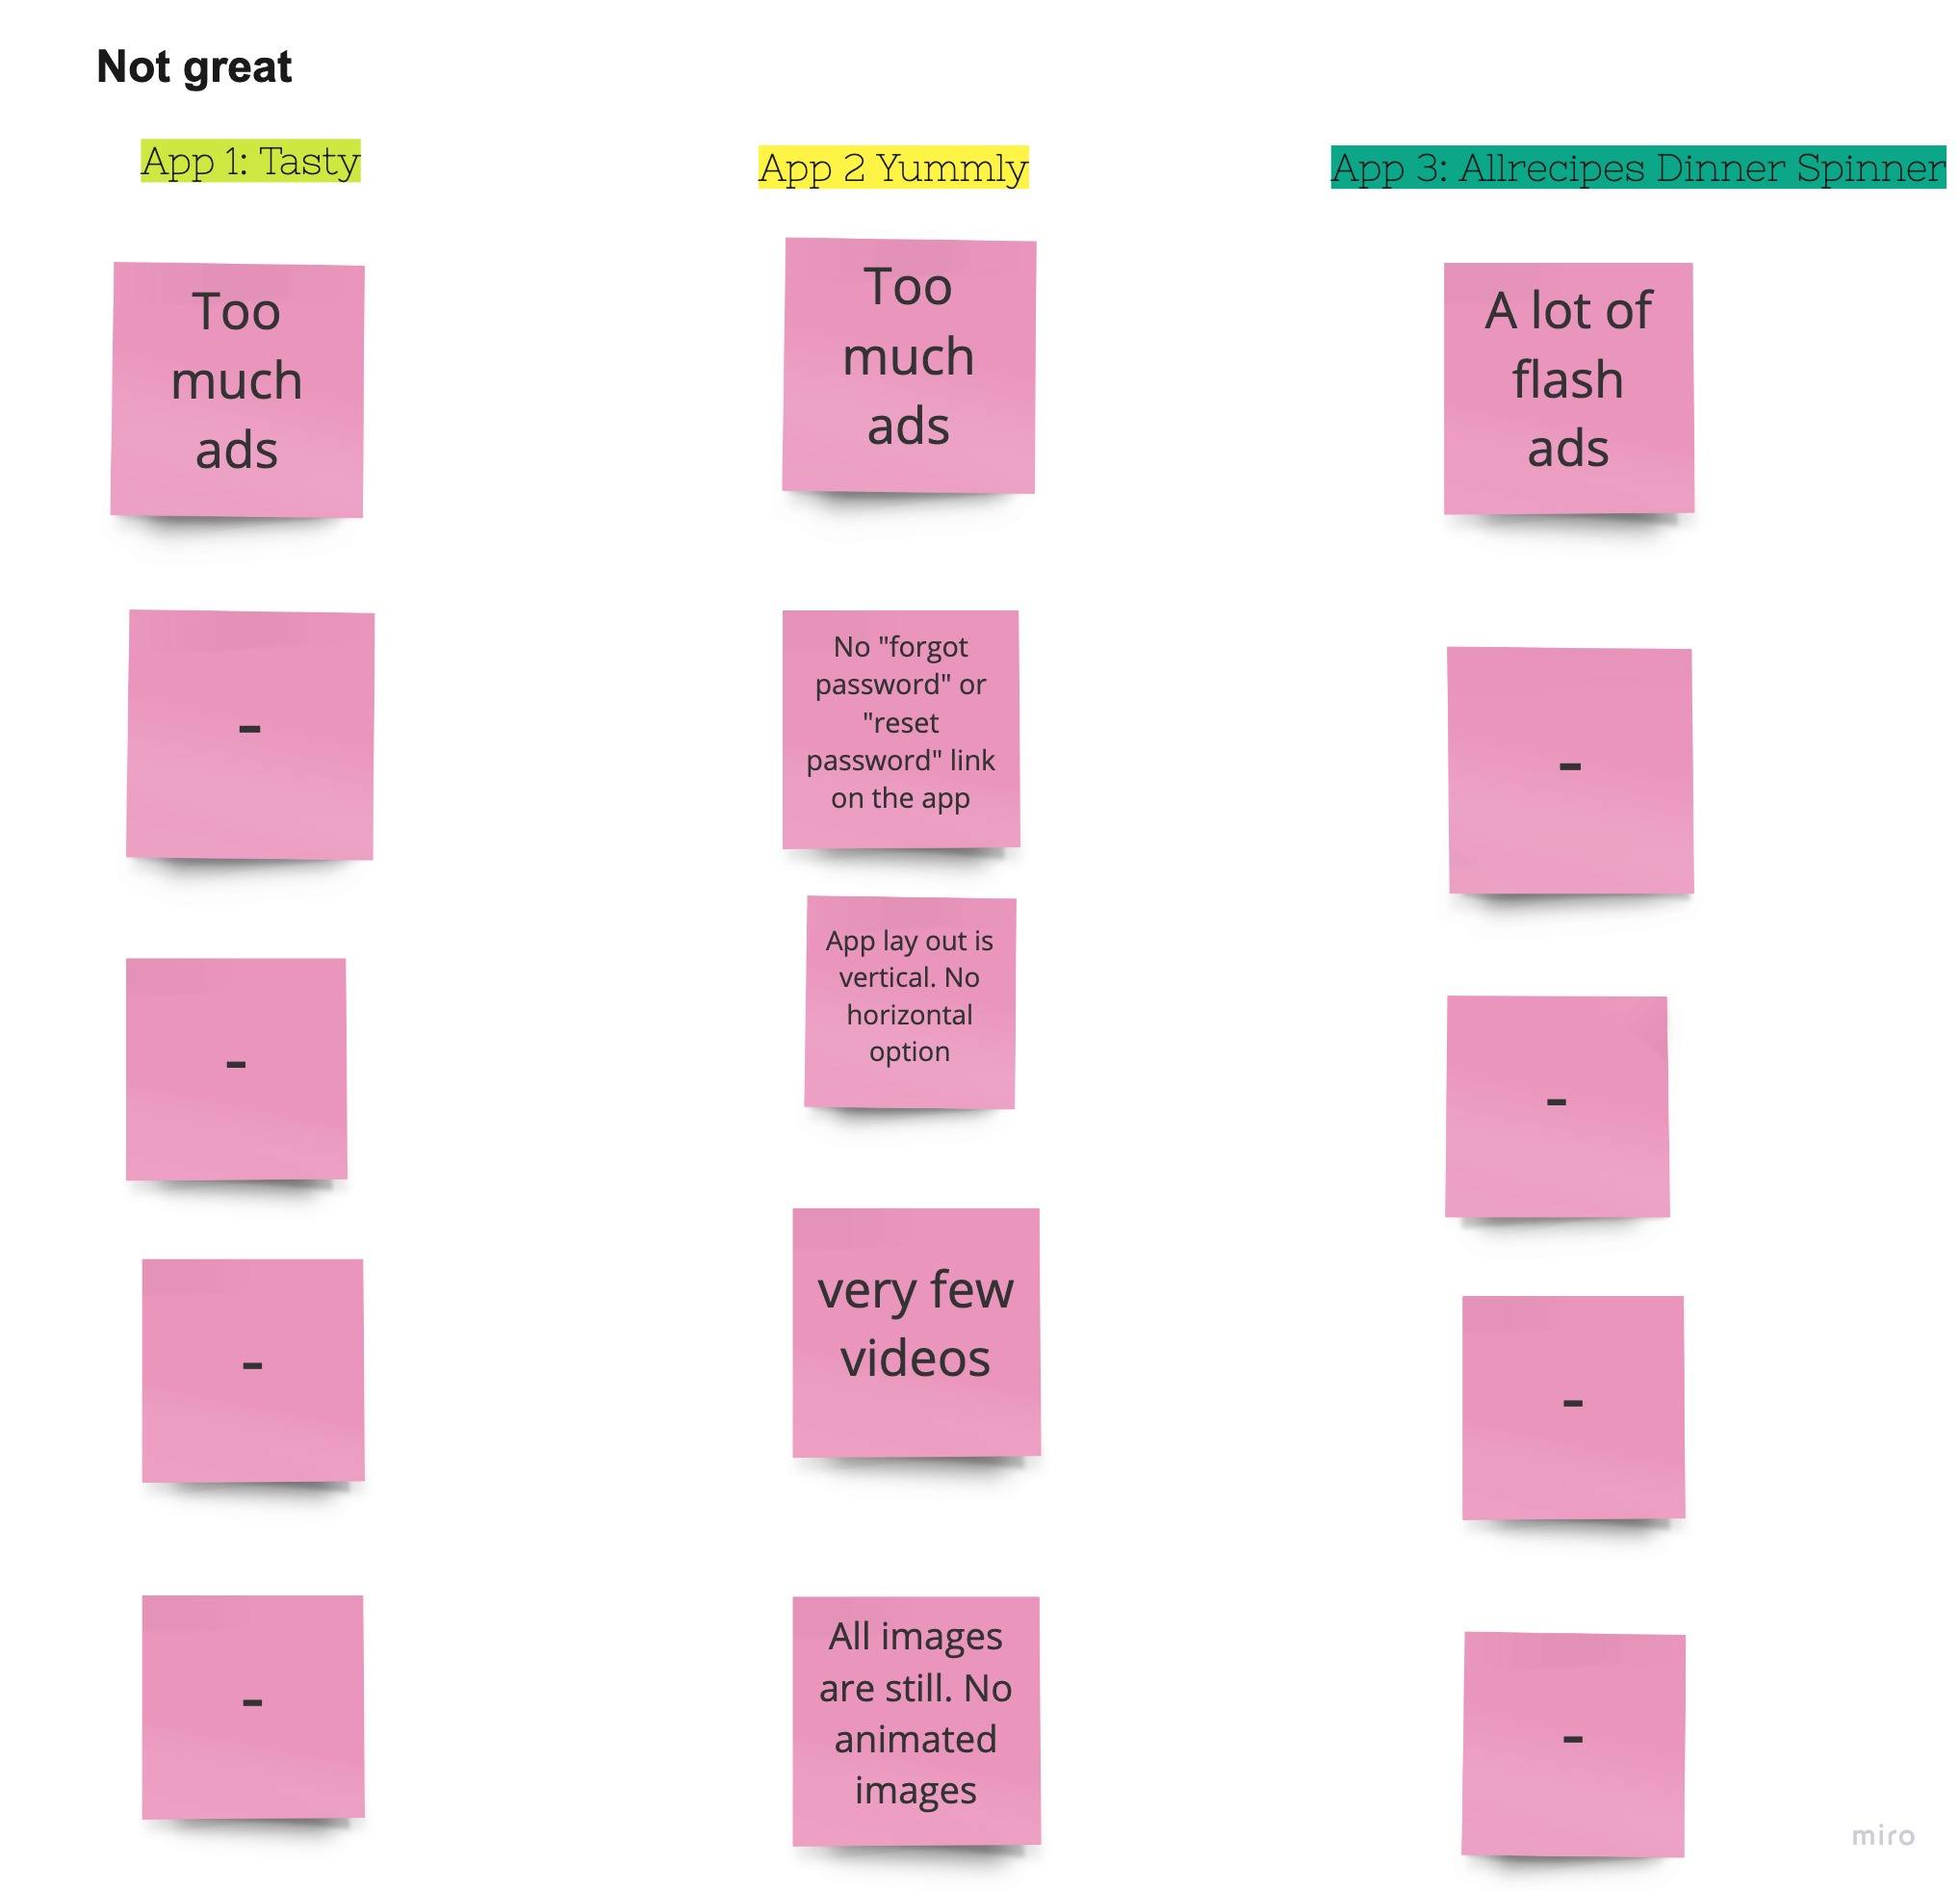 Not great
App 1: Tasty
App 2 Yummly
App 3: Allrecipes Dinner Spinner
Too
much
ads
-
-
-
-
Too
much
ads
No "forgot
password" or
"reset
password" link
on the app
App lay out is
vertical. No
horizontal
option
very few
videos
All images
are still. No
animated
images
A lot of
flash
ads
-
-
-
-
miro